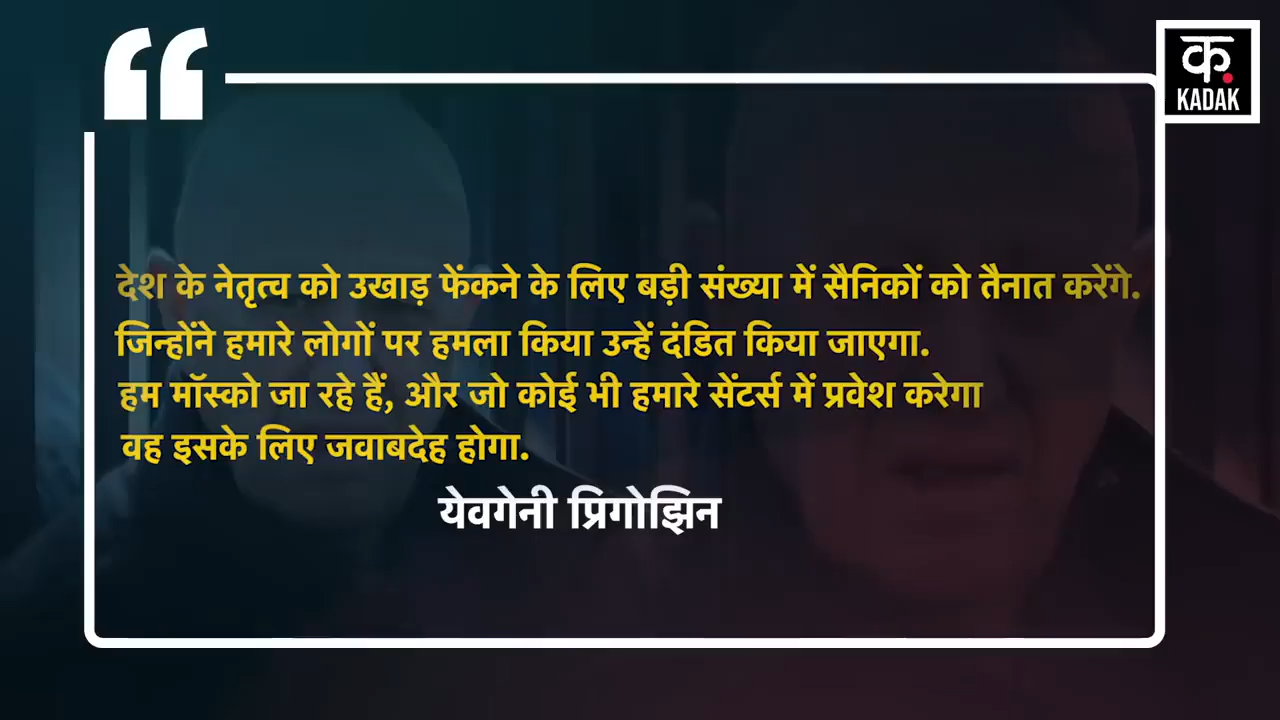 क.
KADAK
देश के नेतृत्व को उखाड़ फेंकने के लिए बड़ी संख्या में सैनिकों को तैनात करेंगे.
जिन्होंने हमारे लोगों पर हमला किया उन्हें दंडित किया जाएगा.
हम मॉस्को जा रहे हैं, और जो कोई भी हमारे सेंटर्स में प्रवेश करेगा
वह इसके लिए जवाबदेह होगा.
येवगेनी प्रिगोझिन